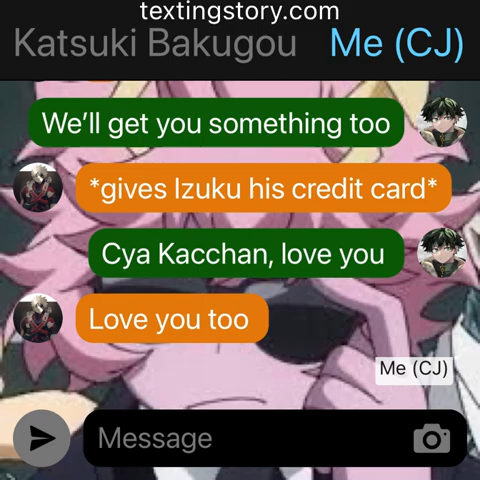 textingstory.com
Katsuki Bakugou Me (CJ)
We’ll get you something too
*gives Izuku his credit card*
Cya Kacchan, love you
Love you too
Me (CJ)
Message